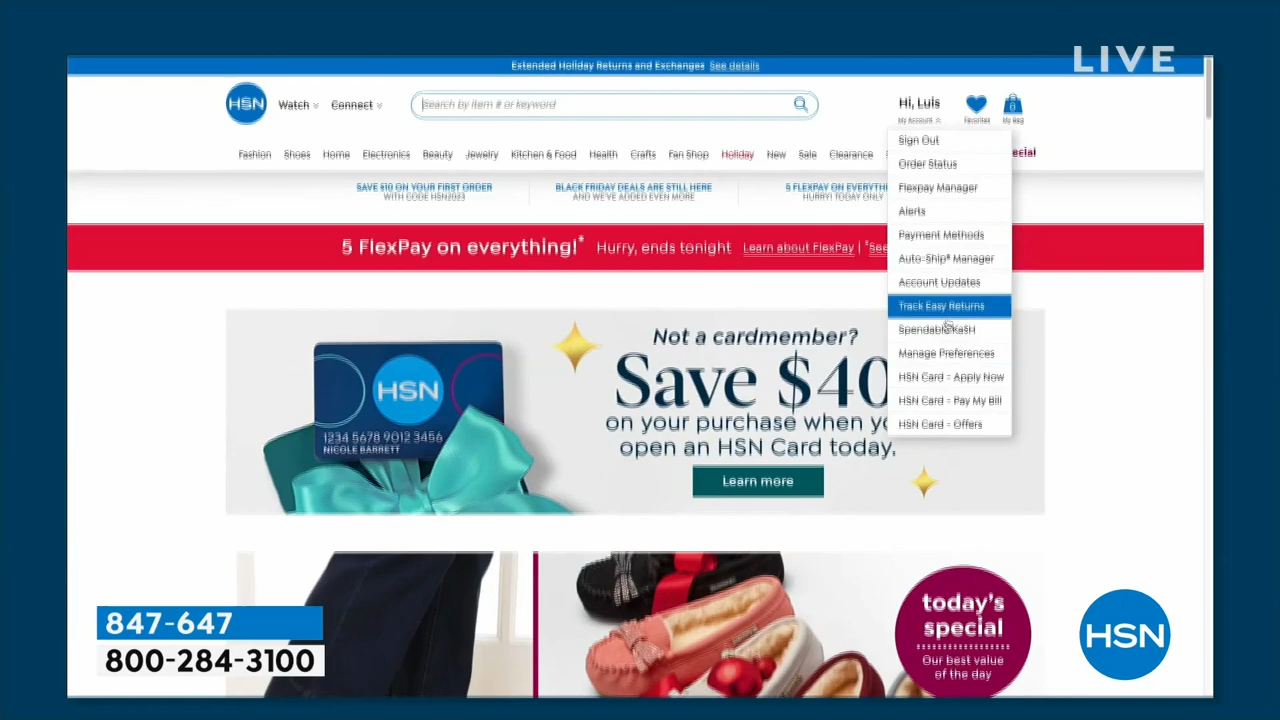 LIVE
Extended Holiday Returns and Exchanges See details
HSN
Watch
Connect
Search by item # or keyword
Hi, Luis
My Account
Favorites
0
My Bag
Fashion Shoes Home Electronics Beauty Jewelry Kitchen & Food Health Crafts Fan Shop Holiday New Sale Clearance
ecial
Sign Out
Order Status
Flexpay Manager
Alerts
Payment Methods
Auto-Ship® Manager
Account Updates
Track Easy Returns
Spendable Ka$H
Manage Preferences
HSN Card - Apply Now
HSN Card - Pay My Bill
HSN Card - Offers
SAVE $10 ON YOUR FIRST ORDER
WITH CODE HSN2023
BLACK FRIDAY DEALS ARE STILL HERE
AND WE'VE ADDED EVEN MORE
5 FLEXPAY ON EVERYTHI
HURRY! TODAY ONLY
5 FlexPay on everything!* Hurry, ends tonight Learn about FlexPay | *See
HSN
1234 5678 9012 3456
NICOLE BARRETT
Not a cardmember?
Save $40
on your purchase when yo
open an HSN Card today.
Learn more
today's
special
Our best value
of the day
847-647
800-284-3100
HSN